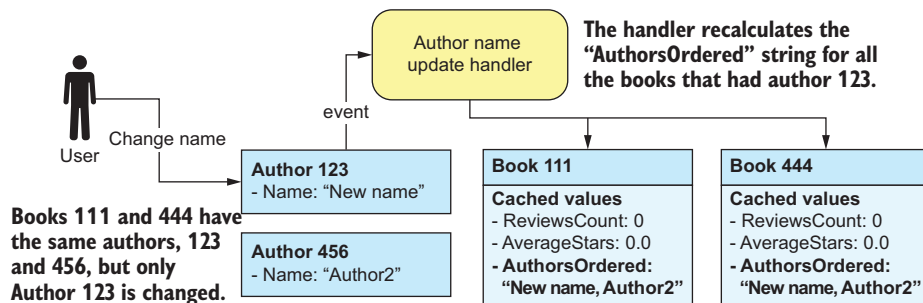 Author name
update handler
The handler recalculates the
“AuthorsOrdered” string for all
the books that had author 123.
event
Change name
User
Author 123
- Name: “New name”
Book 111
Cached values
- ReviewsCount: 0
- AverageStars: 0.0
- AuthorsOrdered:
“New name, Author2”
Book 444
Cached values
- ReviewsCount: 0
- AverageStars: 0.0
- AuthorsOrdered:
“New name, Author2”
Books 111 and 444 have
the same authors, 123
and 456, but only
Author 123 is changed.
Author 456
- Name: “Author2”